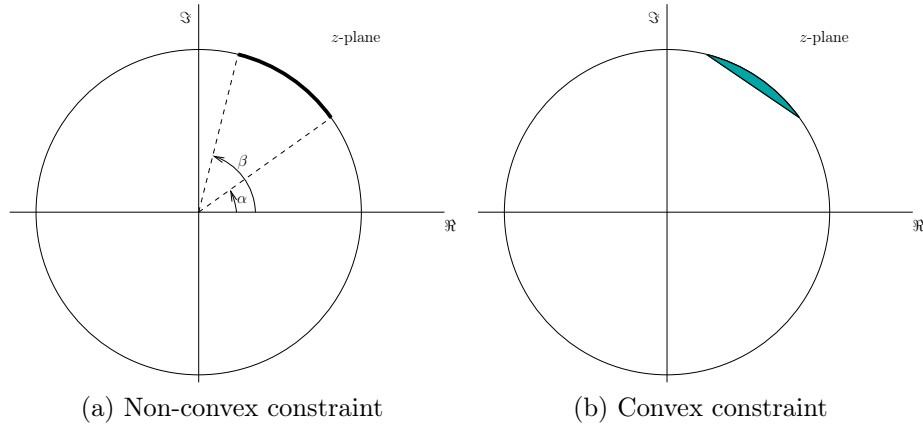 ℑ
z-plane
β
α
ℜ
(a) Non-convex constraint
ℑ
z-plane
ℜ
(b) Convex constraint